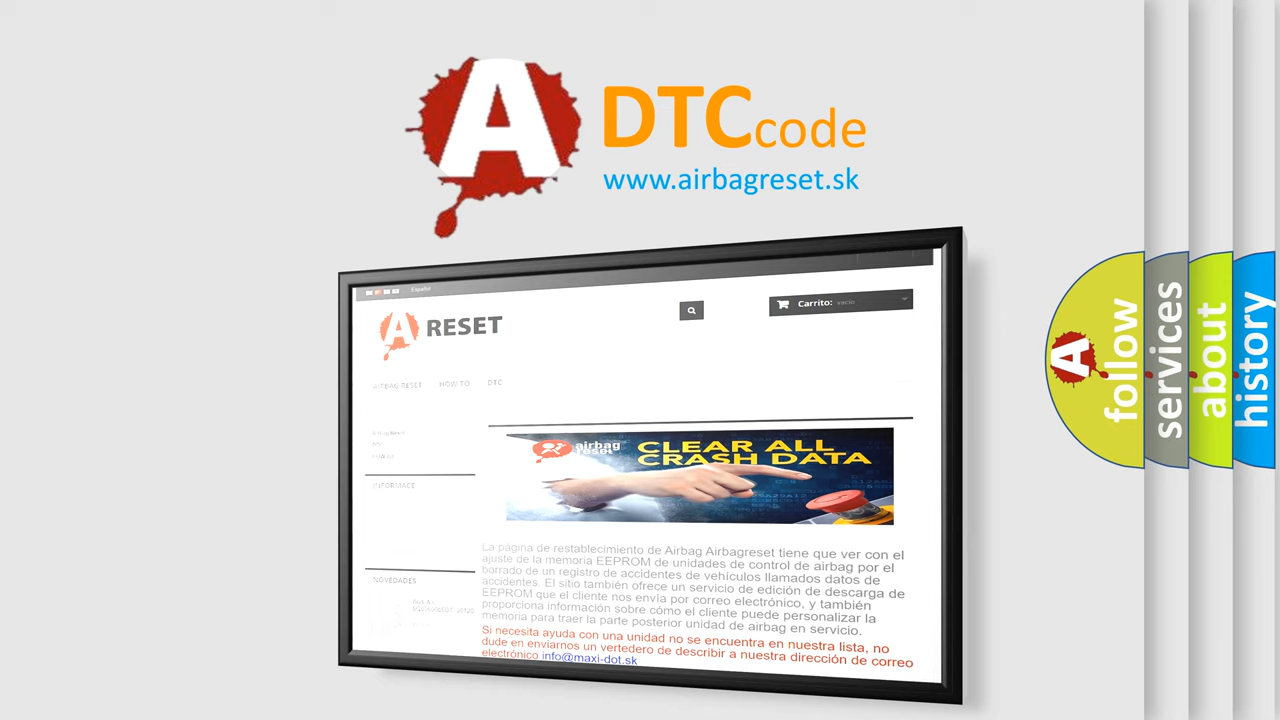 A
DTCcode
www.airbagreset.sk
Español
A RESET
Carrito: vacío
AIRBAG RESET HOW TO DTC
INFORMACE
airbag
reset
CLEAR ALL
CRASH DATA
La página de restablecimiento de Airbag Airbagreset tiene que ver con el
ajuste de la memoria EEPROM de unidades de control de airbag por el
borrado de un registro de accidentes de vehículos llamados datos de
accidentes. El sitio también ofrece un servicio de edición de descarga de
EEPROM que el cliente nos envía por correo electrónico, y también
proporciona información sobre cómo el cliente puede personalizar la
memoria para traer la parte posterior unidad de airbag en servicio.
Si necesita ayuda con una unidad no se encuentra en nuestra lista, no
dude en enviarnos un vertedero de describir a nuestra dirección de correo
electrónico info@maxi-dot.sk
NOVEDADES
A
follow
services
about
history